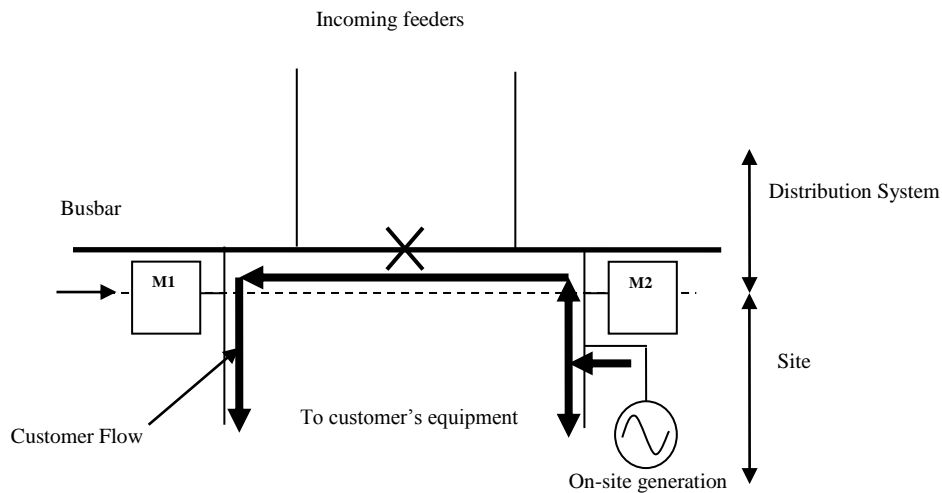 Incoming feeders
Distribution System
Busbar
M1
M2
Site
To customer’s equipment
Customer Flow
On-site generation